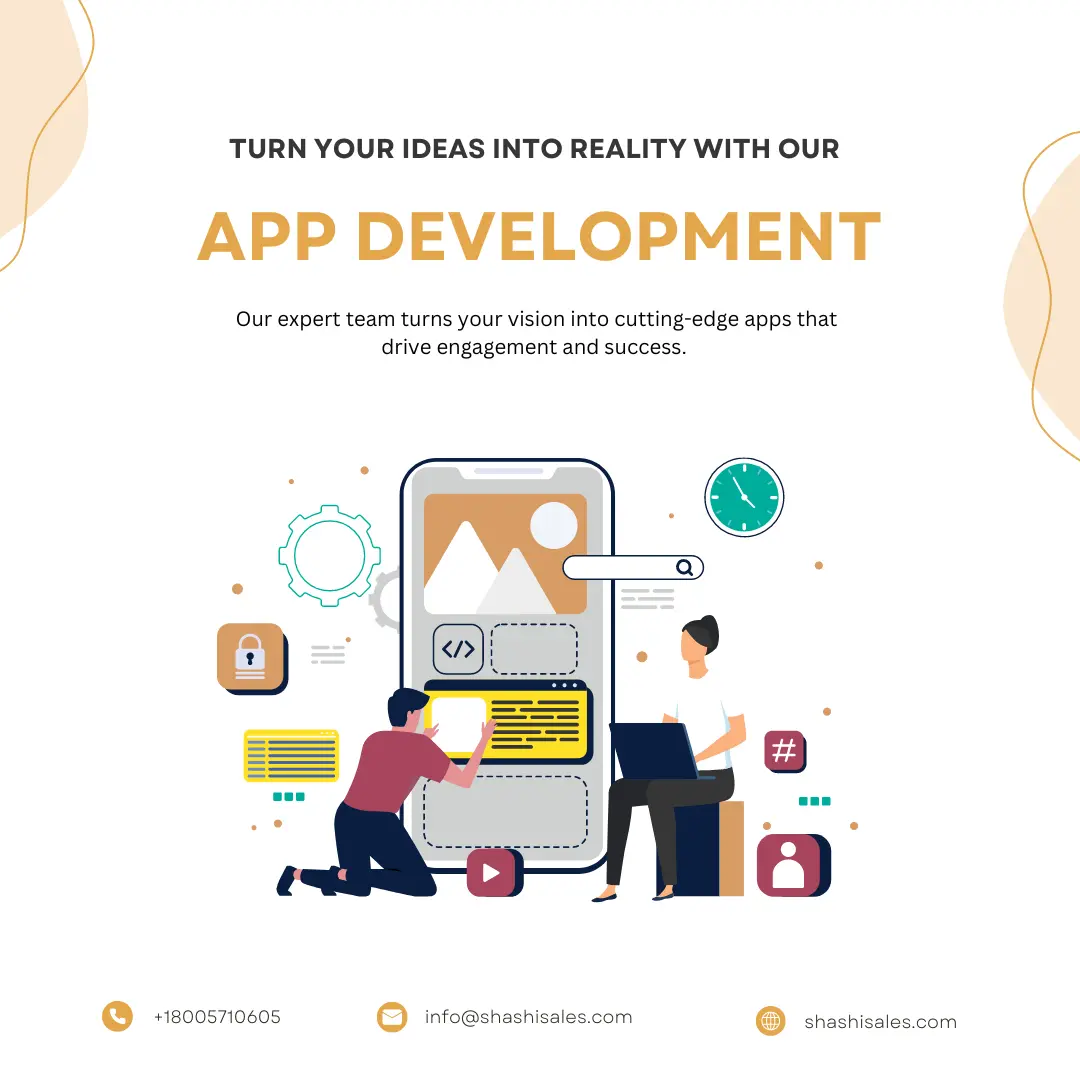 TURN YOUR IDEAS INTO REALITY WITH OUR
APP DEVELOPMENT
Our expert team turns your vision into cutting-edge apps that
drive engagement and success.
</>
#
+18005710605
info@shashisales.com
shashisales.com